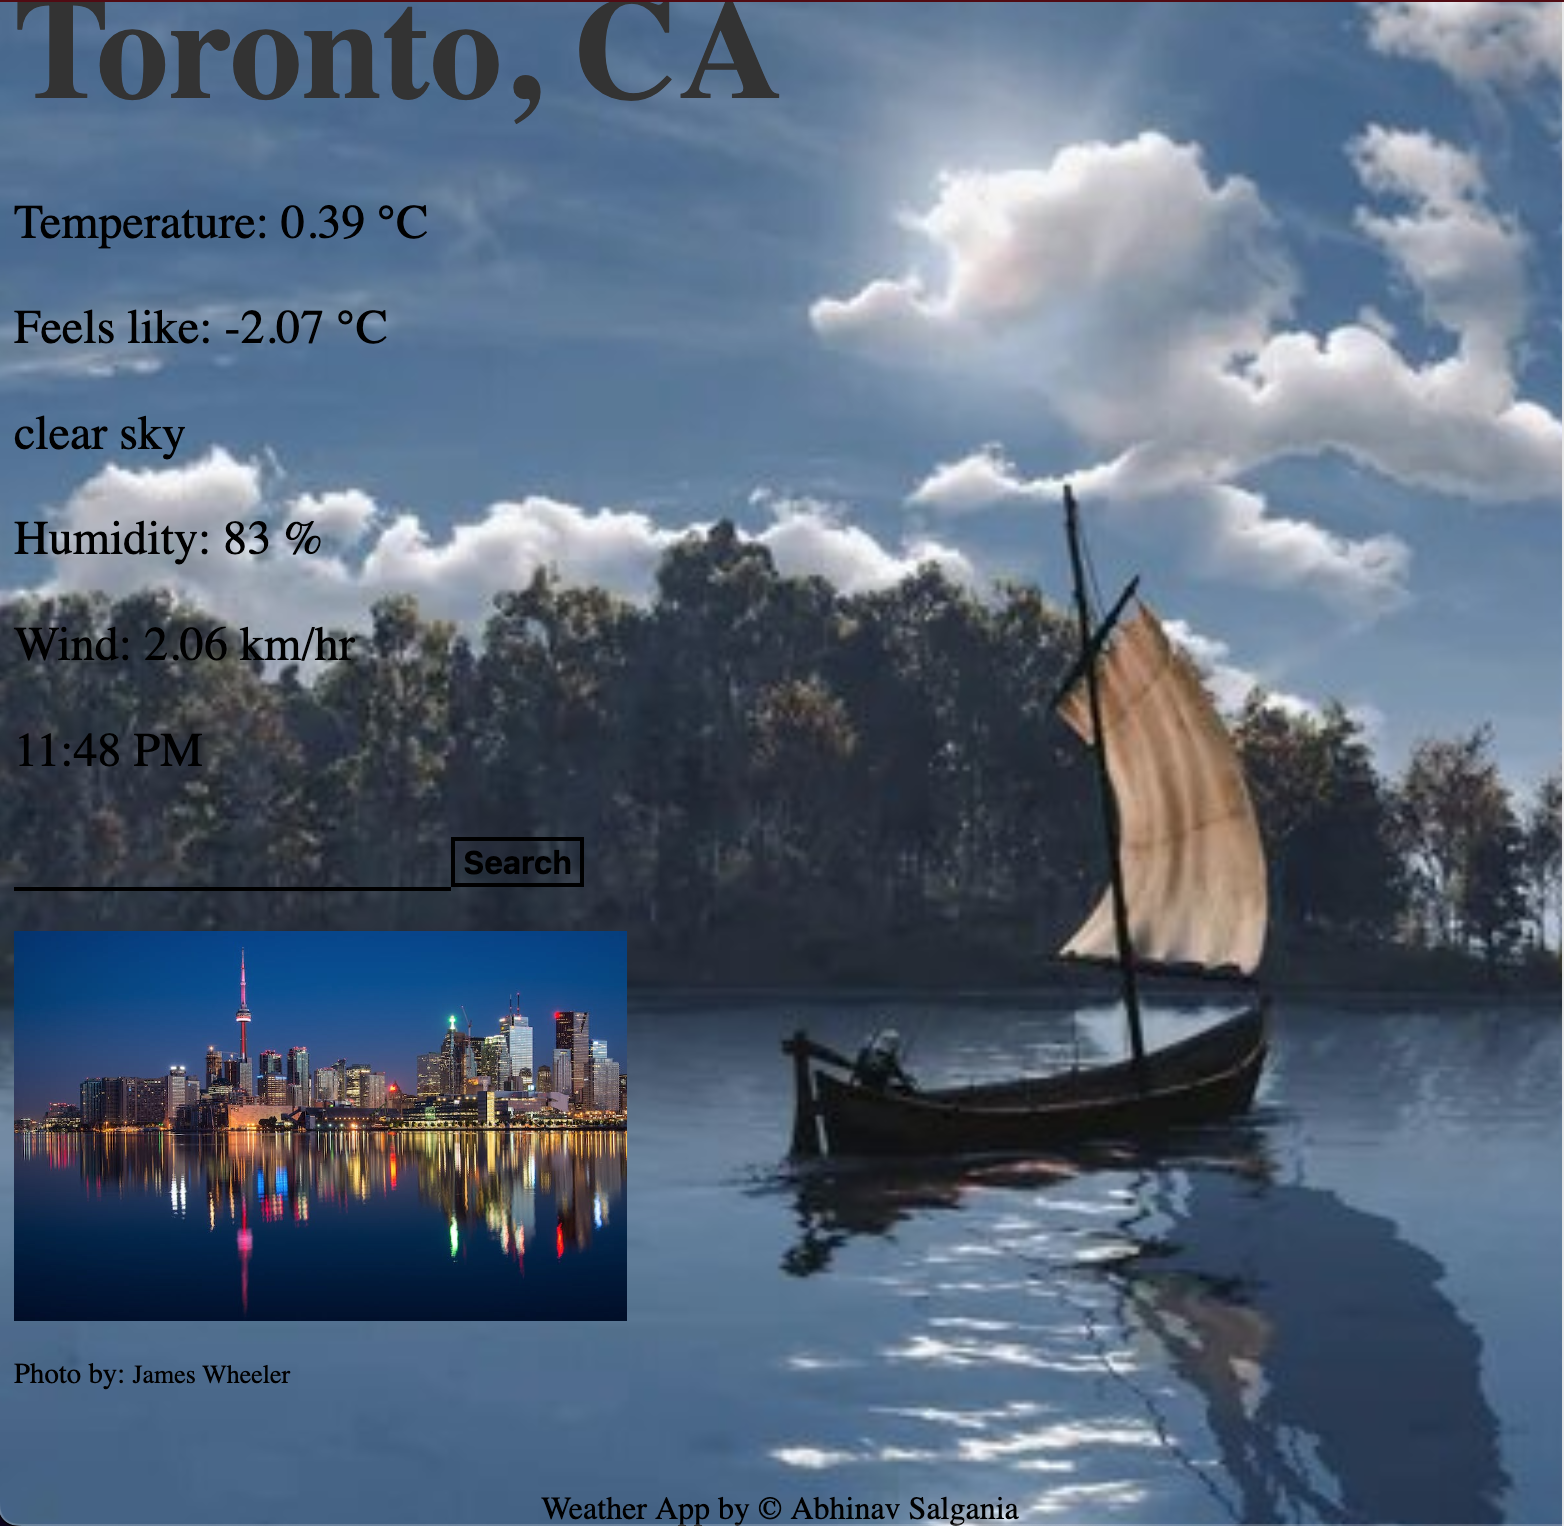 Toronto, CA
Temperature: 0.39 °C
Feels like: -2.07 °C
clear sky
Humidity: 83 %
Wind: 2.06 km/hr
11:48 PM
Search
Photo by: James Wheeler
Weather App by © Abhinav Salgania